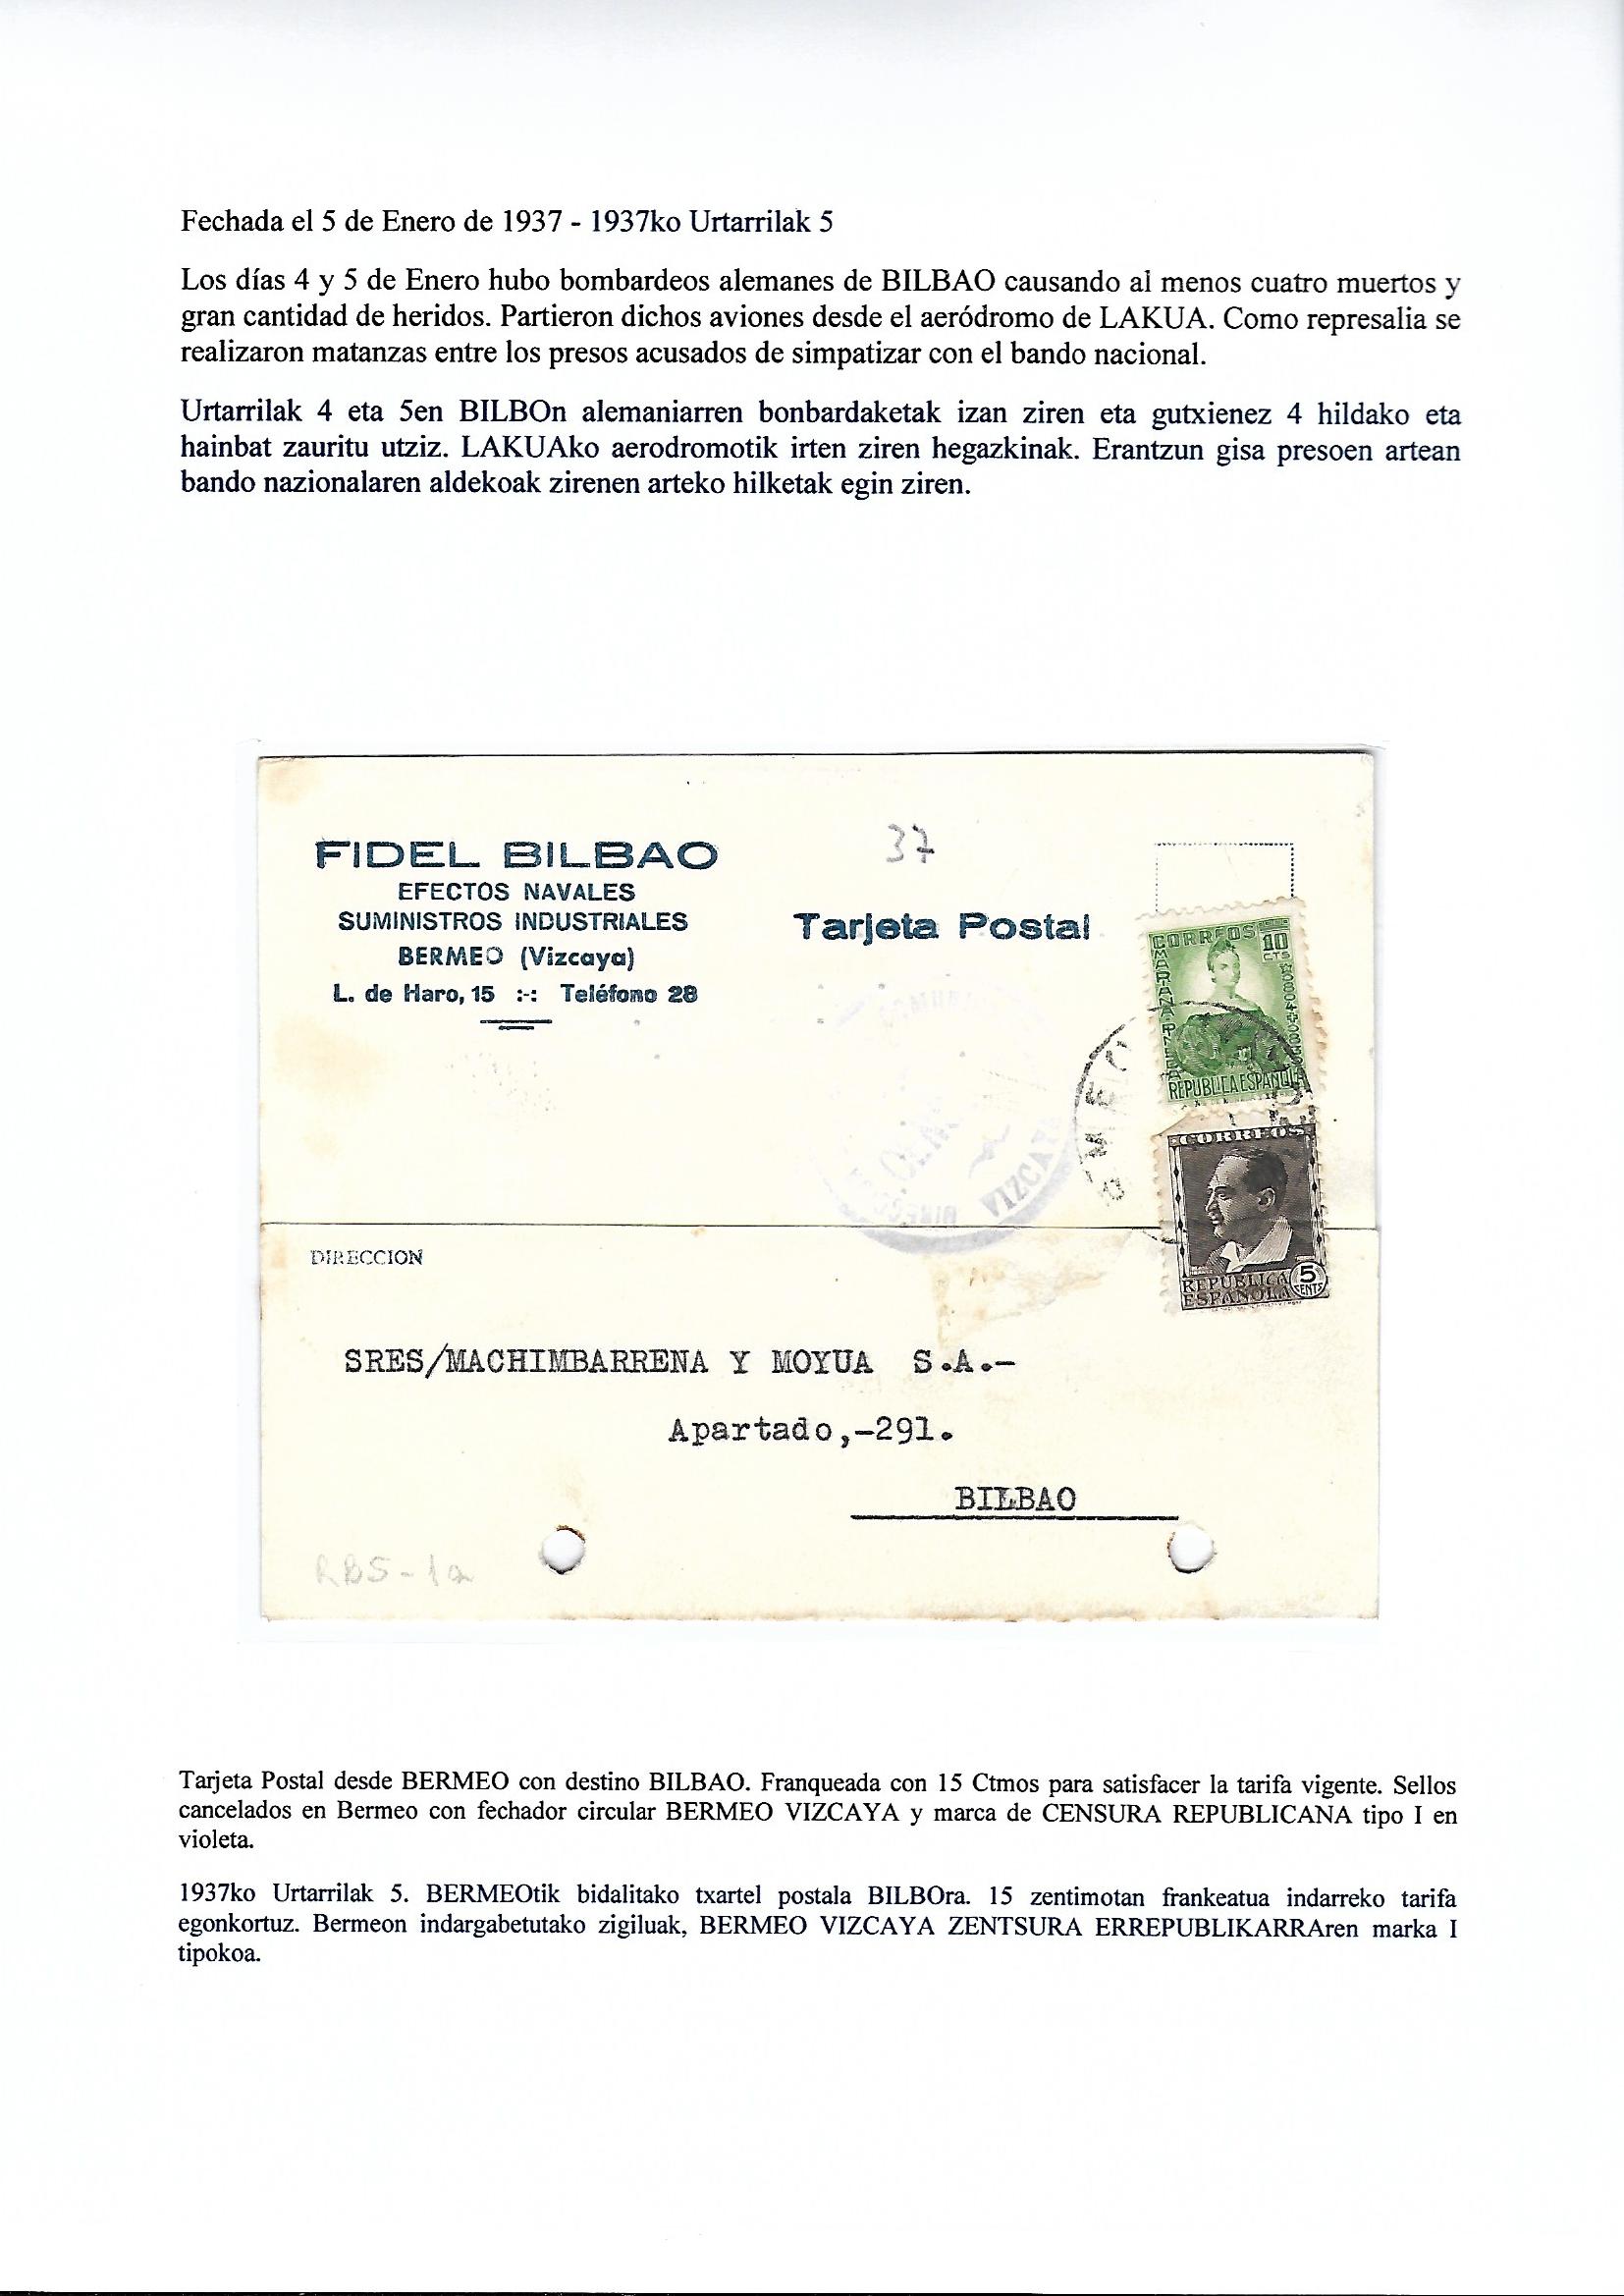 Fechada el 5 de Enero de 1937 - 1937ko Urtarrilak 5
Los días 4 y 5 de Enero hubo bombardeos alemanes de BILBAO causando al menos cuatro muertos y
gran cantidad de heridos. Partieron dichos aviones desde el aeródromo de LAKUA. Como represalia se
realizaron matanzas entre los presos acusados de simpatizar con el bando nacional.
Urtarrilak 4 eta 5en BILBOn alemaniarren bonbardaketak izan ziren eta gutxienez 4 hildako eta
hainbat zauritu utziz. LAKUAko aerodromotik irten ziren hegazkinak. Erantzun gisa presoen artean
bando nazionalaren aldekoak zirenen arteko hilketak egin ziren.
37
FIDEL BILBAO
EFECTOS NAVALES
SUMINISTROS INDUSTRIALES
BERMEO (Vizcaya)
L. de Haro, 15 :-: Teléfono 28
Tarjeta Postal
CORREOS 10
CTS
MARIANA PINEDA
REPUBLICA ESPAÑOLA
VIZCAYA
CORREOS
REPUBLICA
ESPAÑOLA
5
CENTS
DIRECCION
SRES/MACHIMBARRENA Y MOYUA S.A.-
Apartado,-291.
BILBAO
RB5-1a
Tarjeta Postal desde BERMEO con destino BILBAO. Franqueada con 15 Ctmos para satisfacer la tarifa vigente. Sellos
cancelados en Bermeo con fechador circular BERMEO VIZCAYA y marca de CENSURA REPUBLICANA tipo I en
violeta.
1937ko Urtarrilak 5. BERMEOtik bidalitako txartel postala BILBOra. 15 zentimotan frankeatua indarreko tarifa
egonkortuz. Bermeon indargabetutako zigiluak, BERMEO VIZCAYA ZENTSURA ERREPUBLIKARRAren marka I
tipokoa.